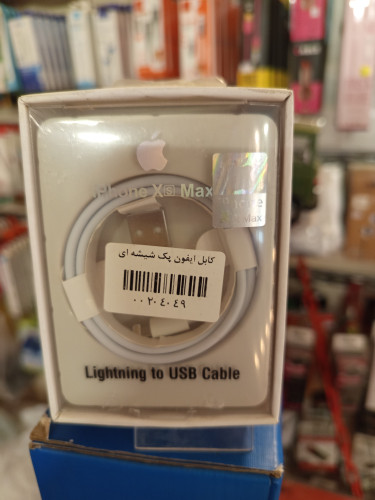 iPhone X🅂 Max
کابل ایفون پک شیشه ای
۰۰۲۰۴۰۴۹
Lightning to USB Cable